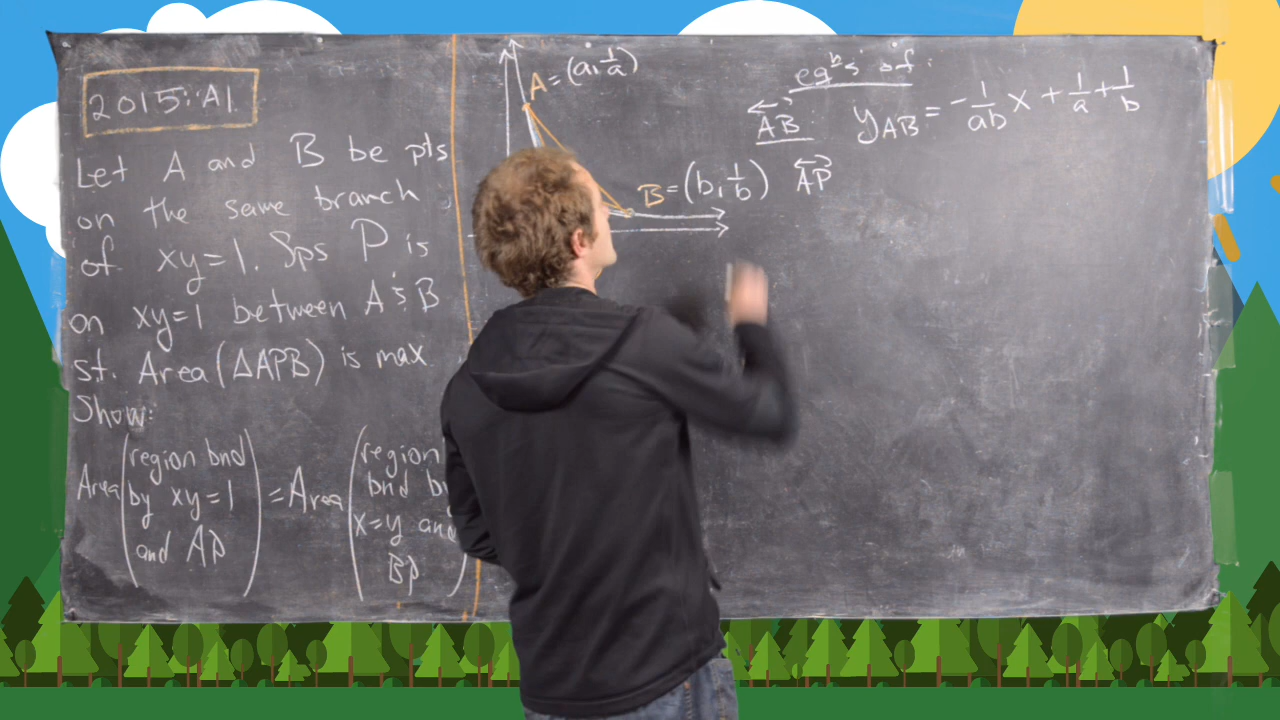 2015: A1.
Let A and B be pts
on the same branch
of xy=1. Sps P is
on xy=1 between A & B
st. Area(ΔAPB) is max
Show:
Area(region bnd by xy=1 and AP) = Area(region bnd by x=y and BP)
A=(a,1/a)
B=(b,1/b)
eqⁿs of:
AB y_AB = -1/ab x + 1/a + 1/b
AP